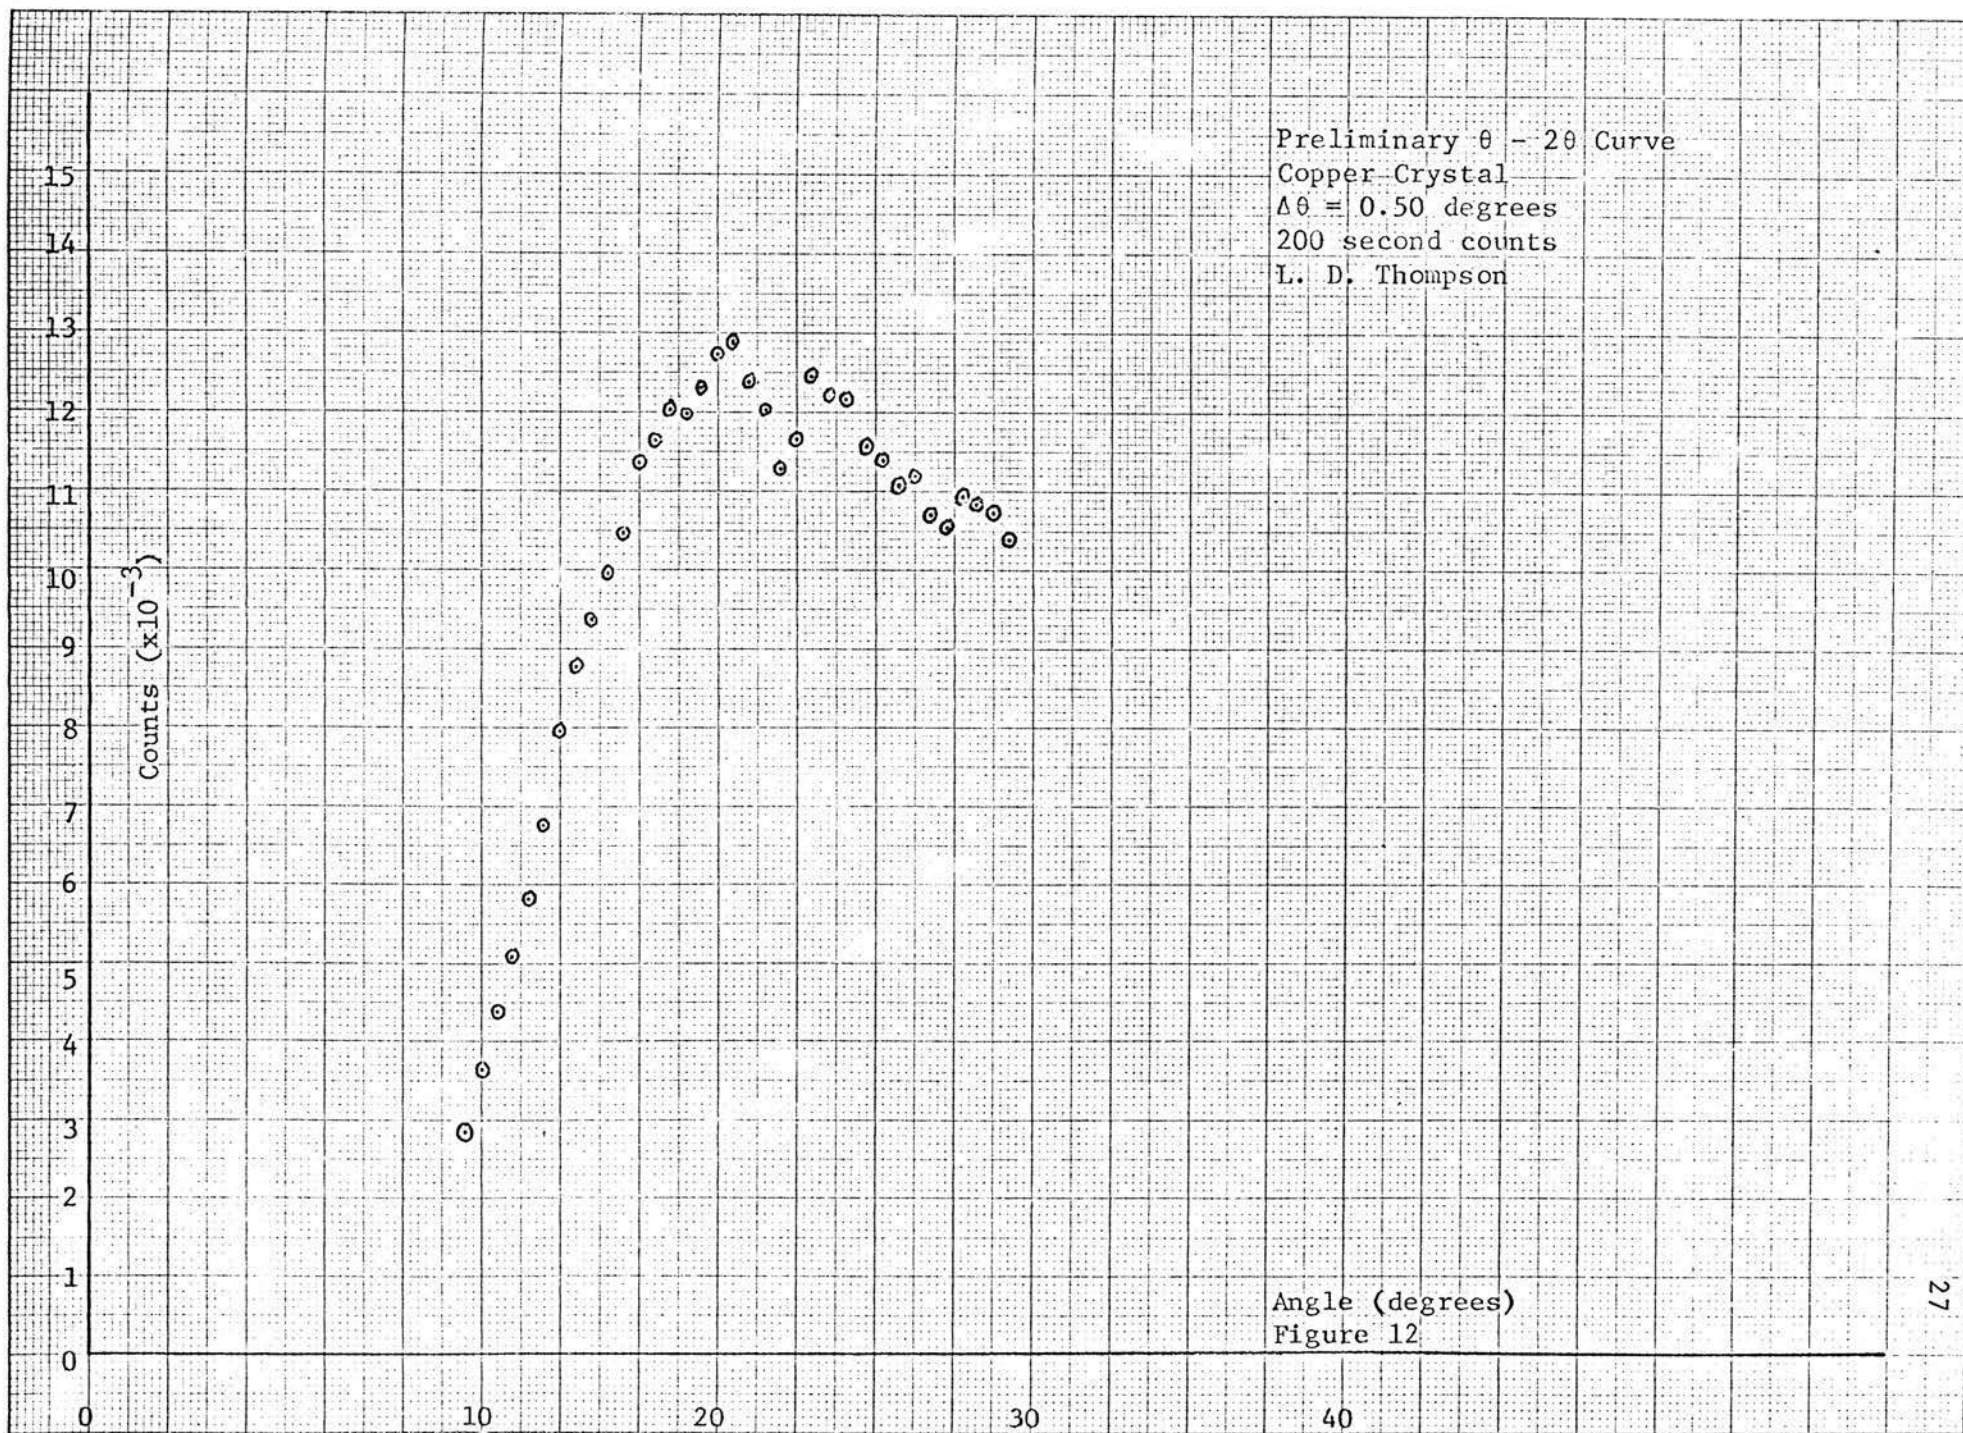 Preliminary θ - 2θ Curve
Copper Crystal
Δθ = 0.50 degrees
200 second counts
L. D. Thompson
15
14
13
12
11
10
9
8
7
6
5
4
3
2
1
0
Counts (x10⁻³)
Angle (degrees)
Figure 12
0 10 20 30 40
27